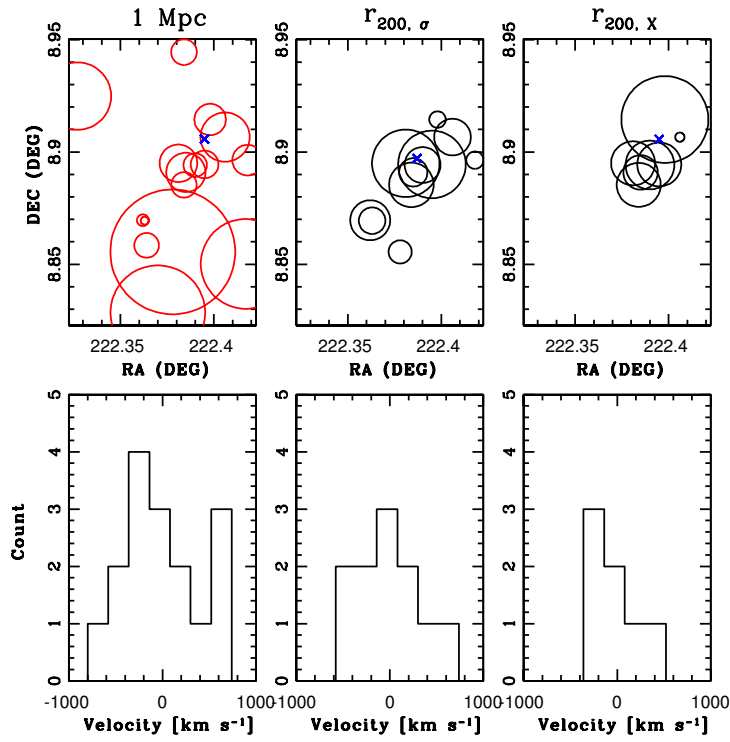 1 Mpc
r200, σ
r200, X
DEC (DEG)
8.95
8.9
8.85
8.95
8.9
8.85
8.95
8.9
8.85
222.35 222.4
222.35 222.4
222.35 222.4
RA (DEG)
RA (DEG)
RA (DEG)
Count
5
4
3
2
1
0
5
4
3
2
1
0
5
4
3
2
1
0
-1000 0 1000
-1000 0 1000
-1000 0 1000
Velocity [km s⁻¹]
Velocity [km s⁻¹]
Velocity [km s⁻¹]